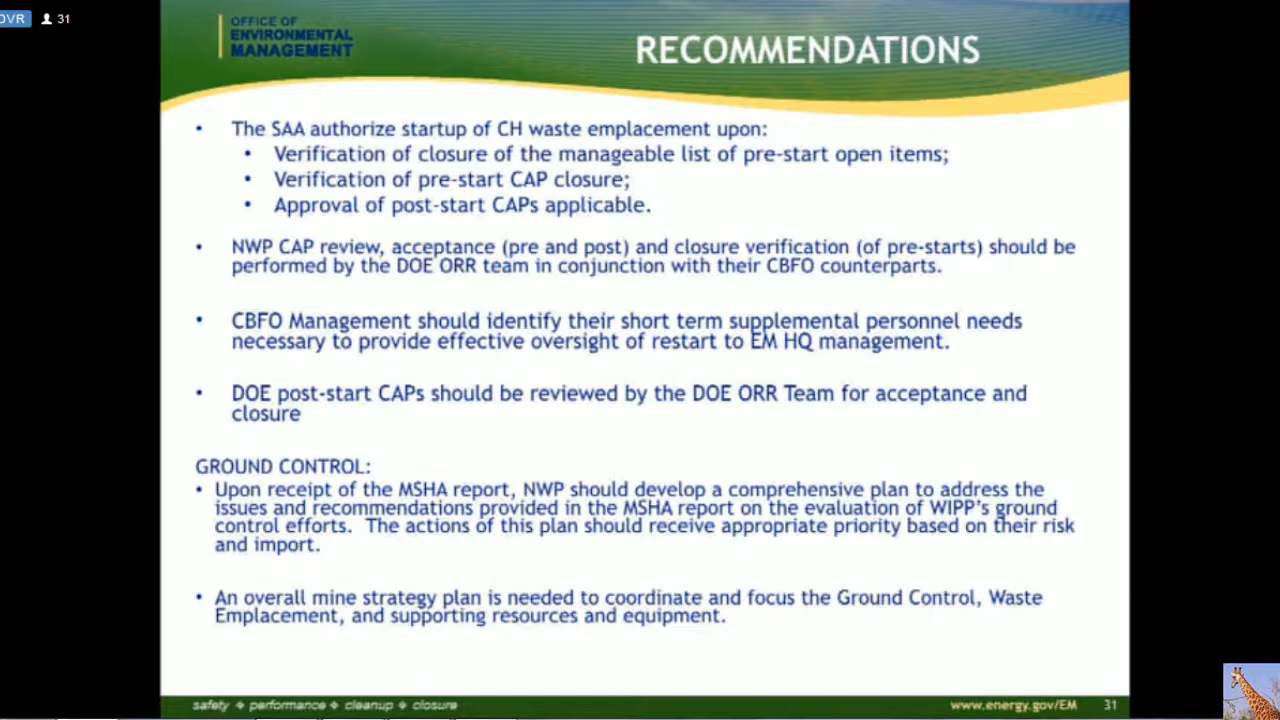 OVR 31
OFFICE OF
ENVIRONMENTAL
MANAGEMENT
RECOMMENDATIONS
• The SAA authorize startup of CH waste emplacement upon:
• Verification of closure of the manageable list of pre-start open items;
• Verification of pre-start CAP closure;
• Approval of post-start CAPs applicable.
• NWP CAP review, acceptance (pre and post) and closure verification (of pre-starts) should be
performed by the DOE ORR team in conjunction with their CBFO counterparts.
• CBFO Management should identify their short term supplemental personnel needs
necessary to provide effective oversight of restart to EM HQ management.
• DOE post-start CAPs should be reviewed by the DOE ORR Team for acceptance and
closure
GROUND CONTROL:
• Upon receipt of the MSHA report, NWP should develop a comprehensive plan to address the
issues and recommendations provided in the MSHA report on the evaluation of WIPP's ground
control efforts. The actions of this plan should receive appropriate priority based on their risk
and import.
• An overall mine strategy plan is needed to coordinate and focus the Ground Control, Waste
Emplacement, and supporting resources and equipment.
safety ❖ performance ❖ cleanup ❖ closure
www.energy.gov/EM 31